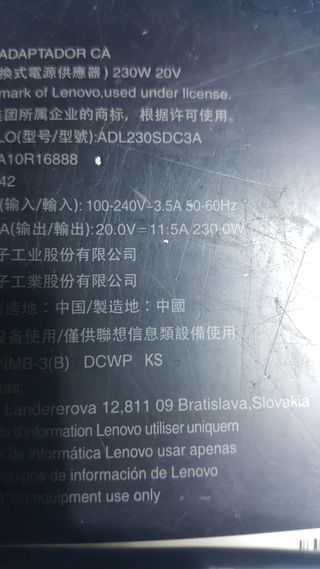 ADAPTADOR CA
換式電源供應器) 230W 20V
mark of Lenovo,used under license.
集团所属企业的商标，根据许可使用。
LO(型号/型號):ADL230SDC3A
A10R16888
42
(输入/輸入): 100-240V~3.5A 50-60Hz
A(输出/輸出): 20.0V⎓11.5A 230.0W
子工业股份有限公司
子工業股份有限公司
制造地：中国/製造地：中國
设备使用/僅供聯想信息類設備使用
NMB-3(B) DCWP KS
ess:
Landererova 12,811 09 Bratislava,Slovakia
ts d'information Lenovo utiliser uniquem
s de informática Lenovo usar apenas
equipos de información de Lenovo
etion equipment use only